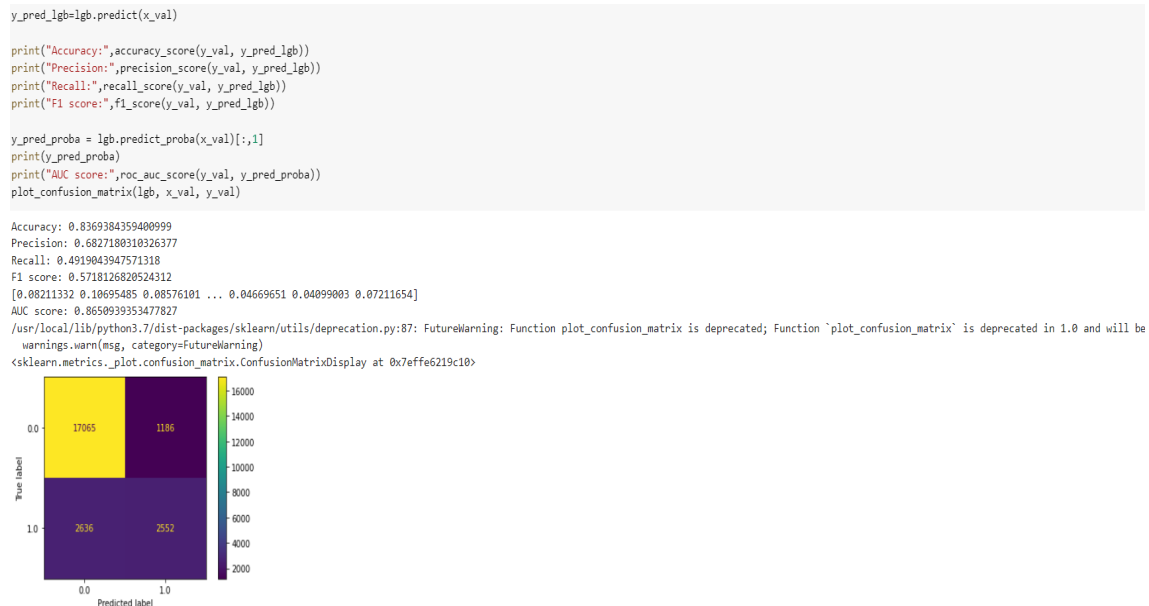 y_pred_lgb=lgb.predict(x_val)
print("Accuracy:",accuracy_score(y_val, y_pred_lgb))
print("Precision:",precision_score(y_val, y_pred_lgb))
print("Recall:",recall_score(y_val, y_pred_lgb))
print("F1 score:",f1_score(y_val, y_pred_lgb))
y_pred_proba = lgb.predict_proba(x_val)[:,1]
print(y_pred_proba)
print("AUC score:",roc_auc_score(y_val, y_pred_proba))
plot_confusion_matrix(lgb, x_val, y_val)
Accuracy: 0.8369384359400999
Precision: 0.6827180310326377
Recall: 0.4919043947571318
F1 score: 0.5718126820524312
[0.08211332 0.10695485 0.08576101 ... 0.04669651 0.04099003 0.07211654]
AUC score: 0.8650939353477827
/usr/local/lib/python3.7/dist-packages/sklearn/utils/deprecation.py:87: FutureWarning: Function plot_confusion_matrix is deprecated; Function `plot_confusion_matrix` is deprecated in 1.0 and will be
warnings.warn(msg, category=FutureWarning)
<sklearn.metrics._plot.confusion_matrix.ConfusionMatrixDisplay at 0x7effe6219c10>
16000
0.0 17065 1186
14000
12000
10000
True label
8000
6000
1.0 2636 2552
4000
2000
0.0 1.0
Predicted label